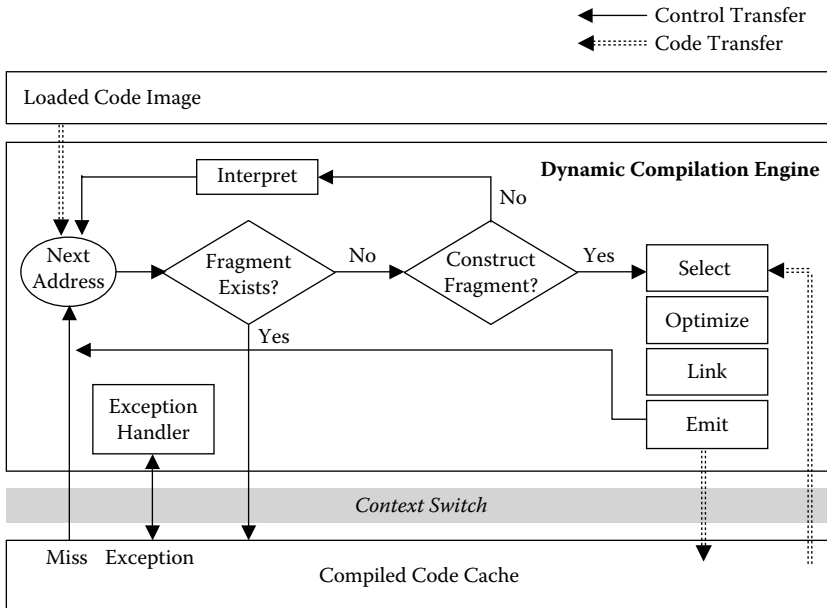 Control Transfer
Code Transfer
Loaded Code Image
Dynamic Compilation Engine
Interpret
No
Next
Address
Fragment
Exists?
No
Construct
Fragment?
Yes
Select
Optimize
Yes
Link
Exception
Handler
Emit
Context Switch
Miss
Exception
Compiled Code Cache